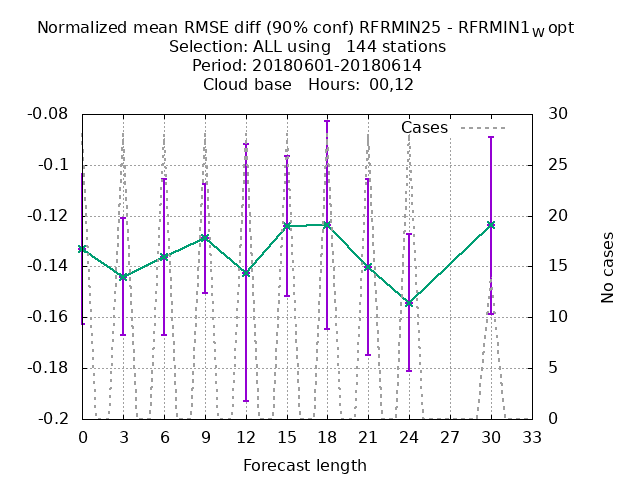 Normalized mean RMSE diff (90% conf) RFRMIN25 - RFRMIN1W opt
Selection: ALL using   144 stations
Period: 20180601-20180614
Cloud base   Hours:  00,12
Cases
-0.08
-0.1
-0.12
-0.14
-0.16
-0.18
-0.2
30
25
20
15
10
5
0
No cases
0 3 6 9 12 15 18 21 24 27 30 33
Forecast length